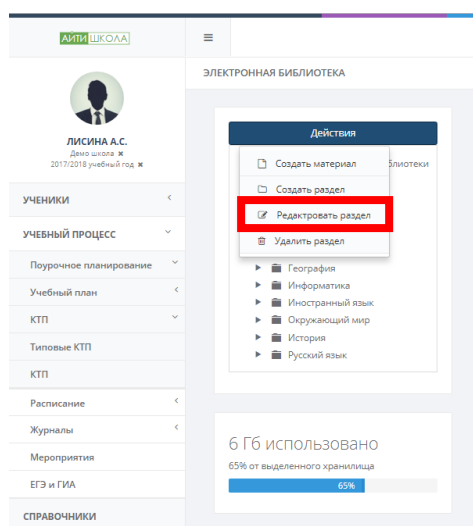 АЙТИ ШКОЛА
ЭЛЕКТРОННАЯ БИБЛИОТЕКА
ЛИСИНА А.С.
Демо школа ×
2017/2018 учебный год ×
УЧЕНИКИ
УЧЕБНЫЙ ПРОЦЕСС
Поурочное планирование
Учебный план
КТП
Типовые КТП
КТП
Расписание
Журналы
Мероприятия
ЕГЭ и ГИА
СПРАВОЧНИКИ
Действия
Создать материал
блиотеки
Создать раздел
Редактровать раздел
Удалить раздел
География
Информатика
Иностранный язык
Окружающий мир
История
Русский язык
6 Гб использовано
65% от выделенного хранилища
65%